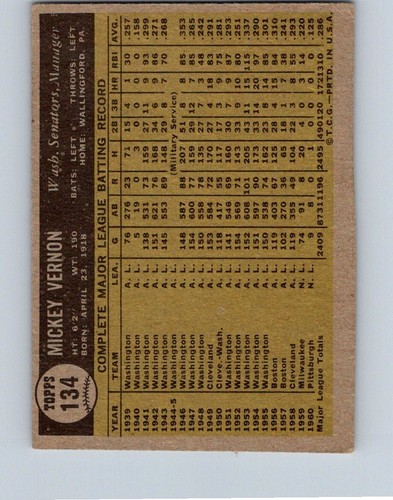 TOPPS
134
MICKEY VERNON Wash. Senators, Manager
HT: 6'2" WT: 190 BATS: LEFT THROWS: LEFT
BORN: APRIL 23, 1918 HOME: WALLINGFORD, PA.
COMPLETE MAJOR LEAGUE BATTING RECORD
YEAR TEAM LEA. G AB R H 2B 3B HR RBI AVG.
1939 Washington A. L. 76 276 23 71 15 4 1 30 .257
1940 Washington A. L. 5 19 0 3 0 0 0 0 .158
1941 Washington A. L. 138 531 73 159 27 11 9 93 .299
1942 Washington A. L. 151 621 76 168 34 6 9 86 .271
1943 Washington A. L. 145 553 89 148 29 8 7 70 .268
1944-5 Washington A. L. (Military Service)
1946 Washington A. L. 148 587 88 207 51 8 8 85 .353
1947 Washington A. L. 154 600 77 159 29 12 7 85 .265
1948 Washington A. L. 150 558 78 135 27 7 3 48 .242
1949 Cleveland A. L. 153 584 72 170 27 4 18 83 .291
1950 Cleve.-Wash. A. L. 118 417 55 117 17 3 9 75 .281
1951 Washington A. L. 141 546 69 160 30 7 9 87 .293
1952 Washington A. L. 154 569 71 143 33 9 10 80 .251
1953 Washington A. L. 152 608 101 205 43 11 15 115 .337
1954 Washington A. L. 151 597 90 173 33 14 20 97 .290
1955 Washington A. L. 150 538 74 162 23 8 14 85 .301
1956 Boston A. L. 119 403 67 125 28 4 15 84 .310
1957 Boston A. L. 102 270 36 65 18 1 7 38 .241
1958 Cleveland A. L. 119 355 49 104 22 3 8 55 .293
1959 Milwaukee N. L. 74 91 8 20 4 0 3 14 .220
1960 Pittsburgh N. L. 9 8 0 1 0 0 0 1
Major League Totals 2409 8731 1196 2495 490 120 172 1310 .286
©T.C.G.—PRTD. IN U.S.A.